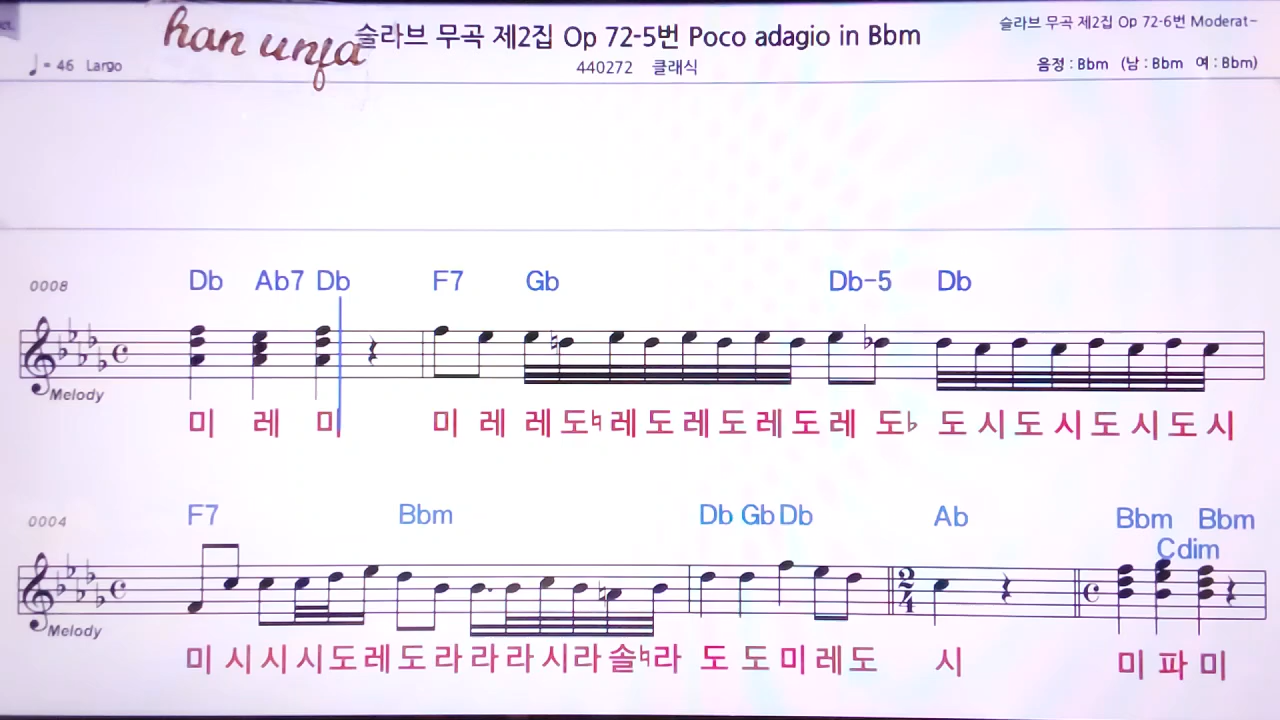 han unfa
슬라브 무곡 제2집 Op 72-5번 Poco adagio in Bbm
슬라브 무곡 제2집 Op 72-6번 Moderat~
♩= 46 Largo
440272 클래식
음정 : Bbm (남 : Bbm 여 : Bbm)
0008 Db Ab7 Db F7 Gb Db-5 Db
Melody
미 레 미 미 레 레 도♮ 레 도 레 도 레 도 레 도♭ 도 시 도 시 도 시 도 시
0004 F7 Bbm Db Gb Db Ab Bbm Bbm
Cdim
2
4
Melody
미 시 시 시 도 레 도 라 라 라 시 라 솔♮ 라 도 도 미 레 도 시 미 파 미